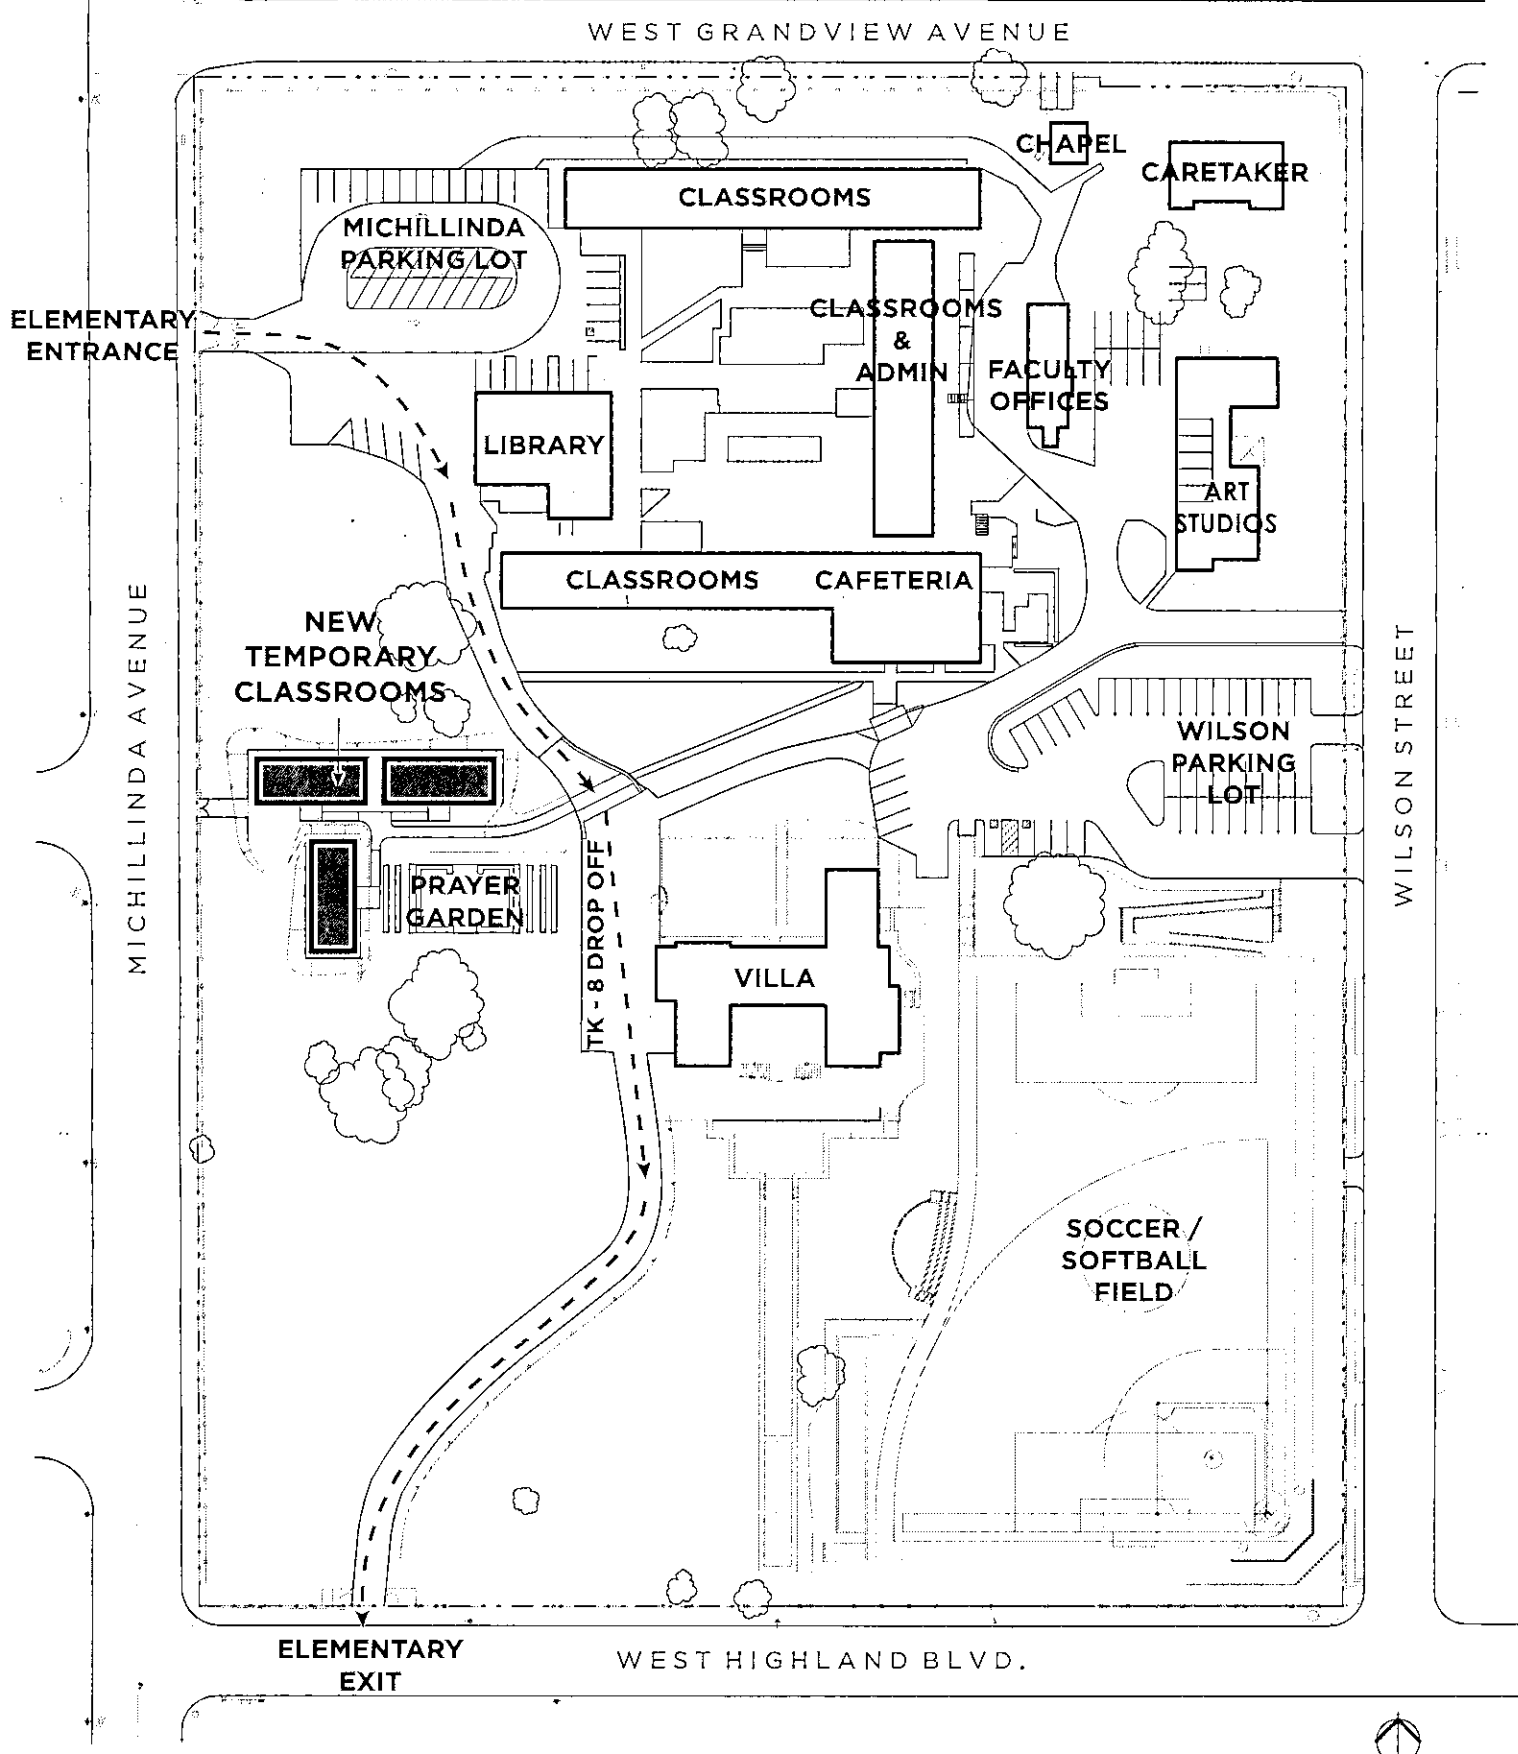 WEST GRANDVIEW AVENUE
CHAPEL
CARETAKER
CLASSROOMS
MICHILLINDA
PARKING LOT
CLASSROOMS
&
ADMIN
ELEMENTARY
ENTRANCE
FACULTY
OFFICES
LIBRARY
ART
STUDIOS
CLASSROOMS
CAFETERIA
NEW
TEMPORARY
CLASSROOMS
MICHILLINDA AVENUE
WILSON STREET
WILSON
PARKING
LOT
PRAYER
GARDEN
TK - 8 DROP OFF
VILLA
SOCCER /
SOFTBALL
FIELD
ELEMENTARY
EXIT
WEST HIGHLAND BLVD.